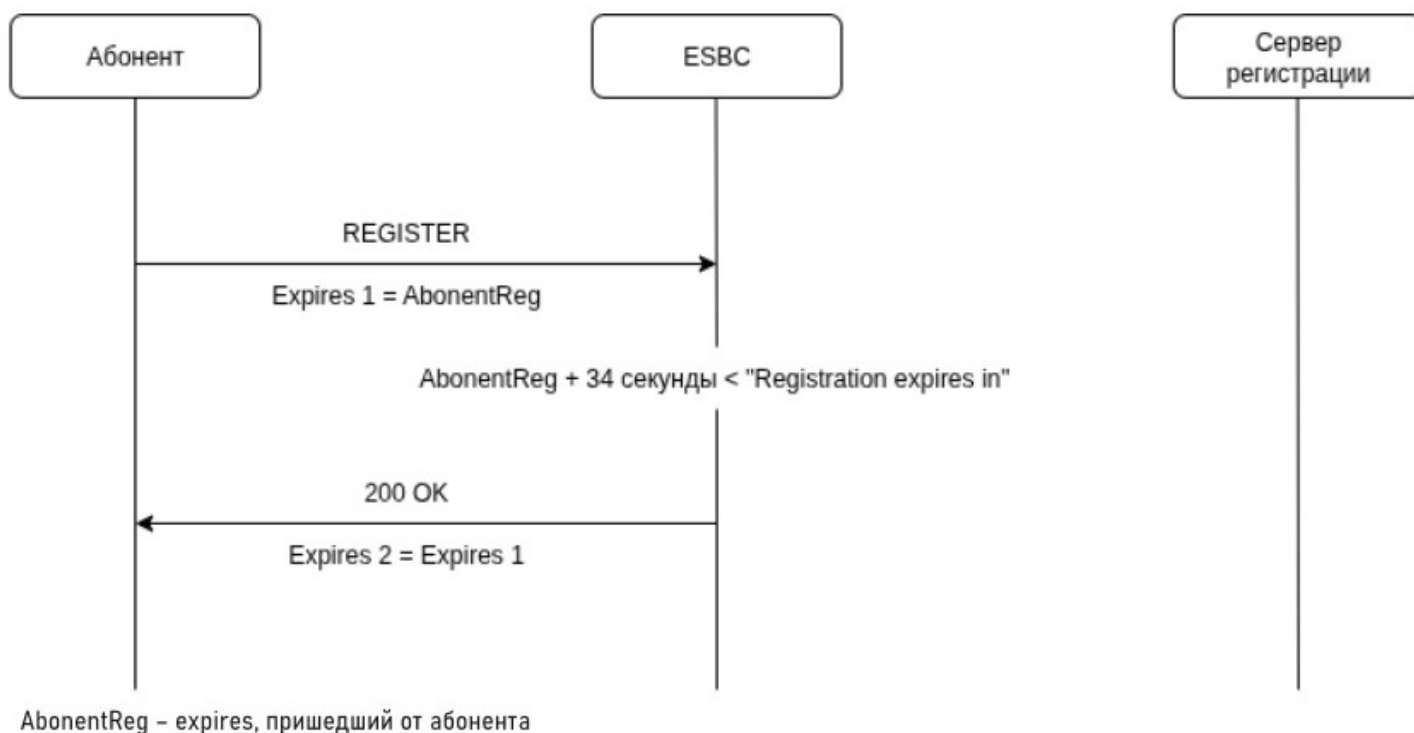 Абонент
ESBC
Сервер
регистрации
REGISTER
Expires 1 = AbonentReg
AbonentReg + 34 секунды < "Registration expires in"
200 OK
Expires 2 = Expires 1
AbonentReg – expires, пришедший от абонента